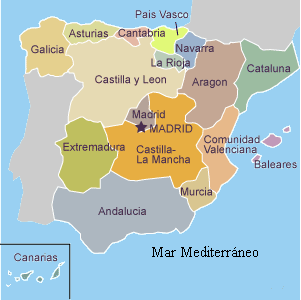 Pais Vasco
Asturias
Cantabria
Galicia
Navarra
La Rioja
Cataluna
Castilla y Leon
Aragon
Madrid
MADRID
Extremadura
Castilla-
La Mancha
Comunidad
Valenciana
Baleares
Murcia
Andalucia
Mar Mediterráneo
Canarias